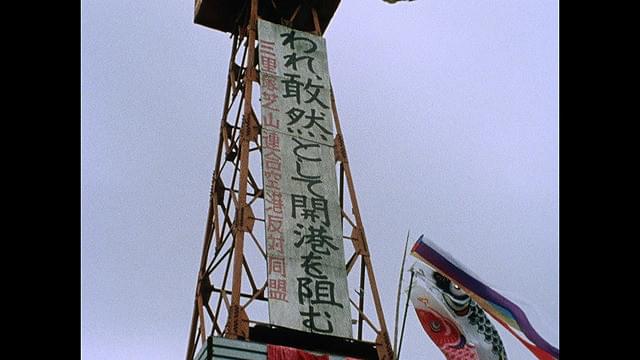 われ、敢然として開港を阻む
三里塚芝山連合空港反対同盟